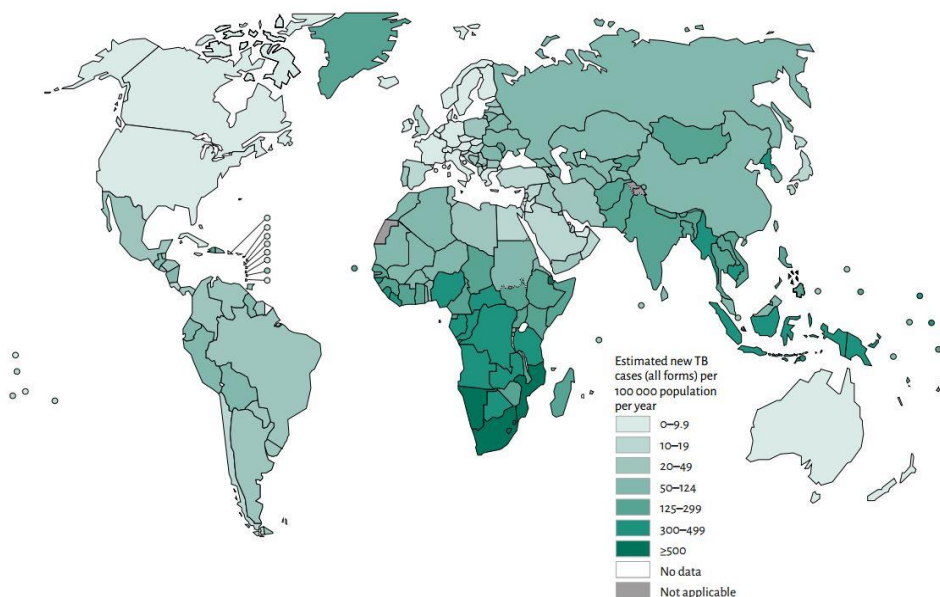 Estimated new TB
cases (all forms) per
100 000 population
per year
0–9.9
10–19
20–49
50–124
125–299
300–499
≥500
No data
Not applicable